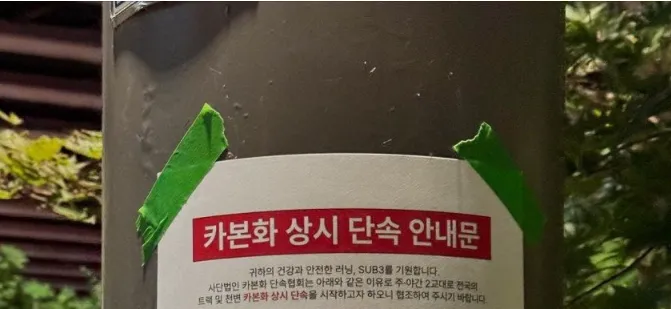 카본화 상시 단속 안내문
귀하의 건강과 안전한 러닝, SUB3를 기원합니다.
사단법인 카본화 단속협회는 아래와 같은 이유로 주·야간 2교대로 전국의
트랙 및 천변 카본화 상시 단속을 시작하고자 하오니 협조하여 주시기 바랍니다.